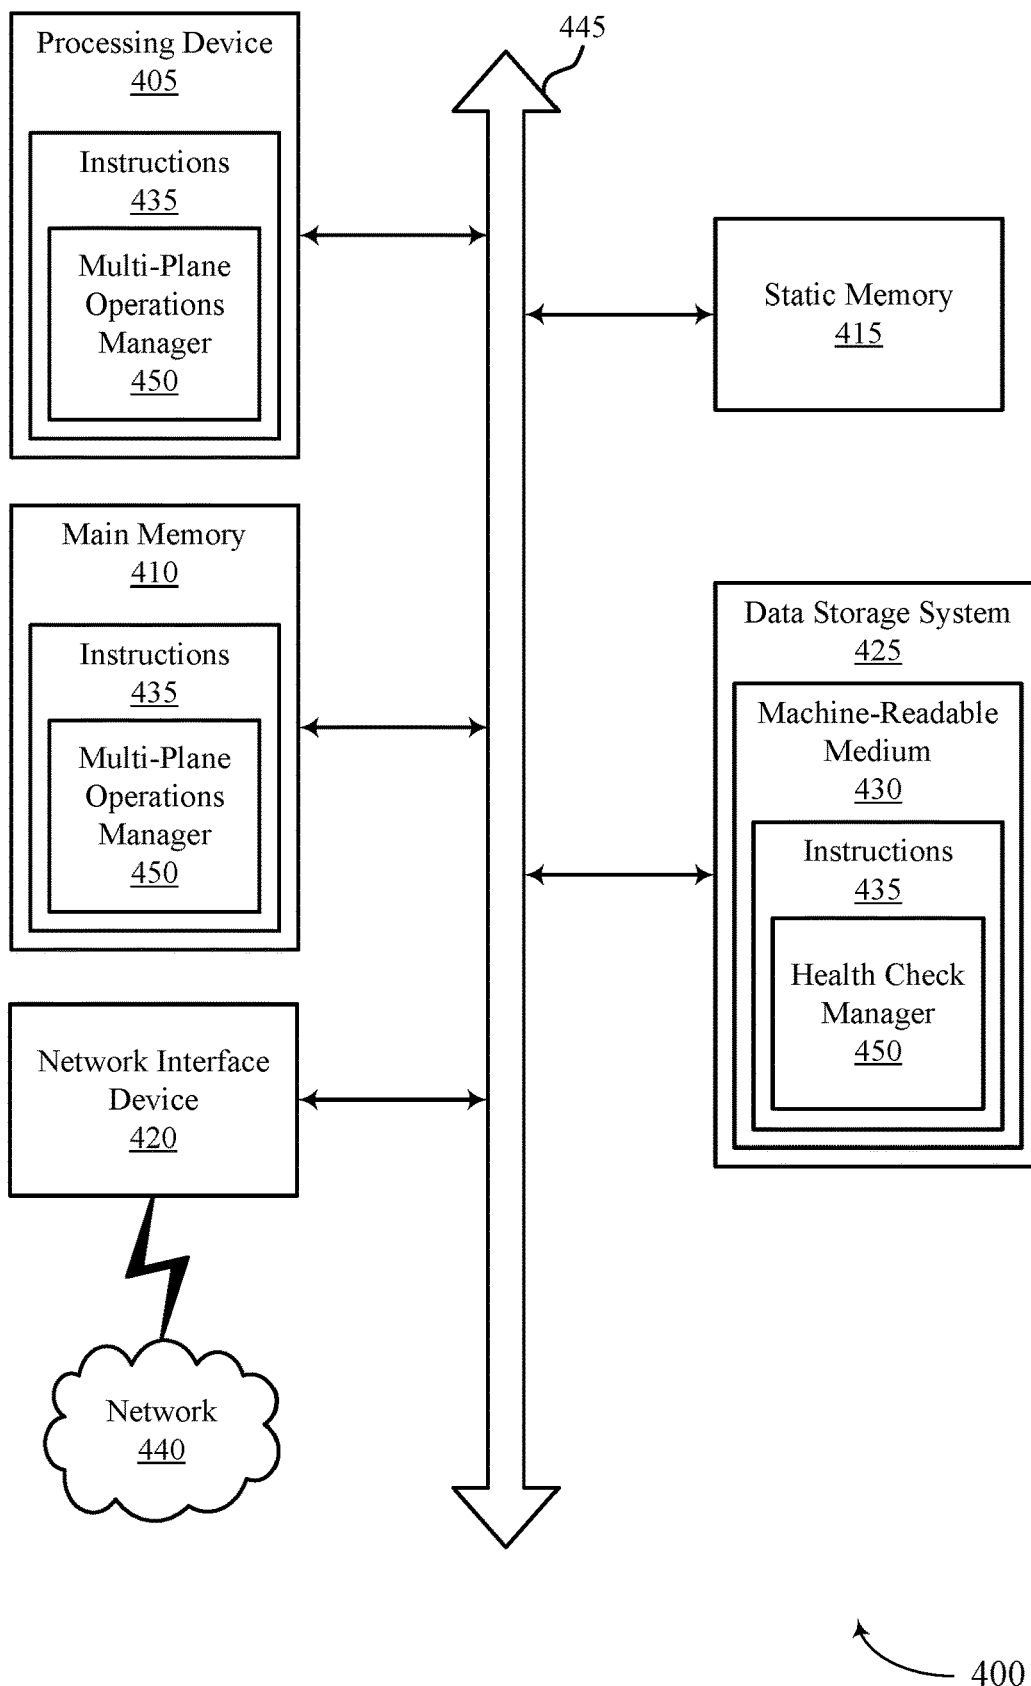 Processing Device
405
Instructions
435
Multi-Plane
Operations
Manager
450
Main Memory
410
Instructions
435
Multi-Plane
Operations
Manager
450
Network Interface
Device
420
Network
440
445
Static Memory
415
Data Storage System
425
Machine-Readable
Medium
430
Instructions
435
Health Check
Manager
450
400